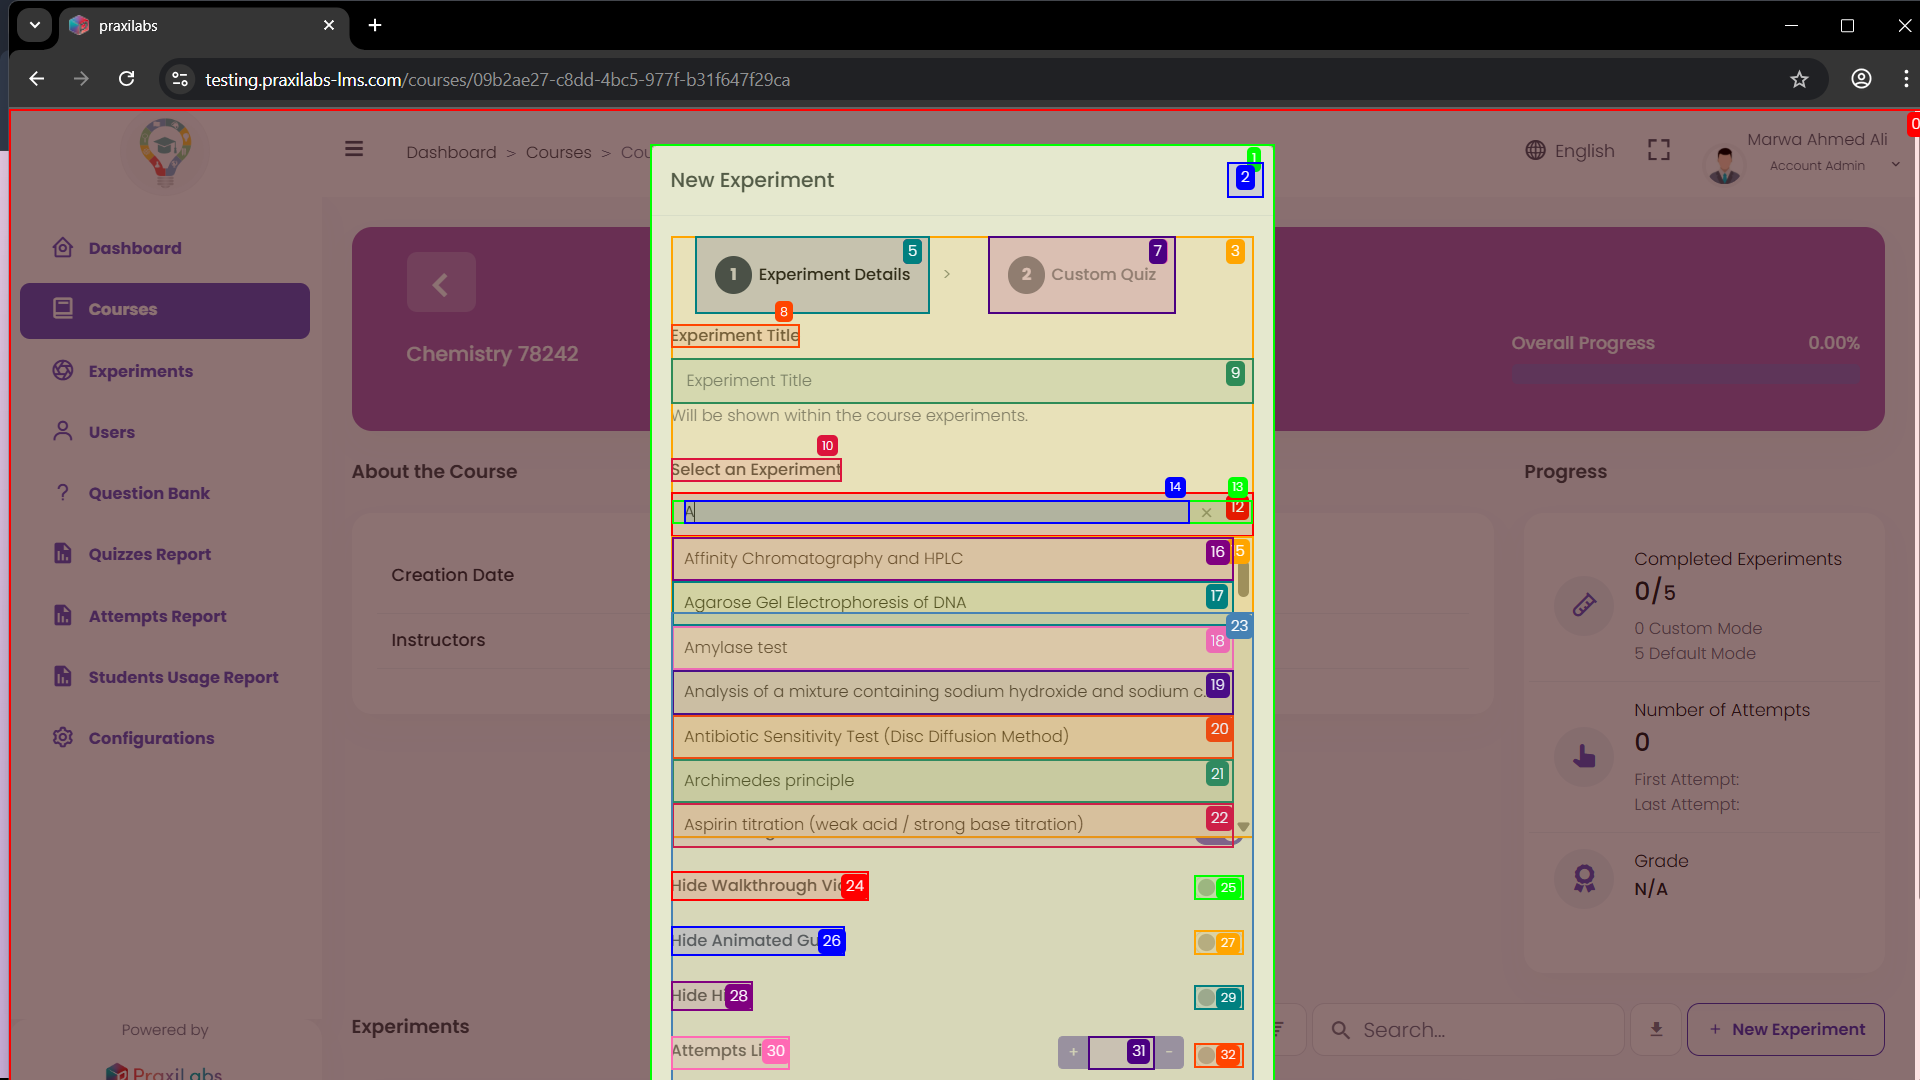 praxilabs
testing.praxilabs-lms.com/courses/09b2ae27-c8dd-4bc5-977f-b31f647f29ca
0
Dashboard > Courses > Cou
English
Marwa Ahmed Ali
Account Admin
1
New Experiment
2
Dashboard
Courses
Experiments
Users
Question Bank
Quizzes Report
Attempts Report
Students Usage Report
Configurations
Powered by
PraxiLabs
Chemistry 78242
Overall Progress 0.00%
1 Experiment Details 5
>
2 Custom Quiz 7
3
8
Experiment Title
Experiment Title 9
Will be shown within the course experiments.
10
Select an Experiment
14 13
A 12
Affinity Chromatography and HPLC 16 5
Agarose Gel Electrophoresis of DNA 17
23
Amylase test 18
Analysis of a mixture containing sodium hydroxide and sodium c... 19
Antibiotic Sensitivity Test (Disc Diffusion Method) 20
Archimedes principle 21
Aspirin titration (weak acid / strong base titration) 22
Hide Walkthrough Vi 24 25
Hide Animated Gu 26 27
Hide Hi 28 29
Attempts Li 30 + 31 - 32
About the Course
Creation Date
Instructors
Progress
Completed Experiments
0/5
0 Custom Mode
5 Default Mode
Number of Attempts
0
First Attempt:
Last Attempt:
Grade
N/A
Experiments
Search...
+ New Experiment